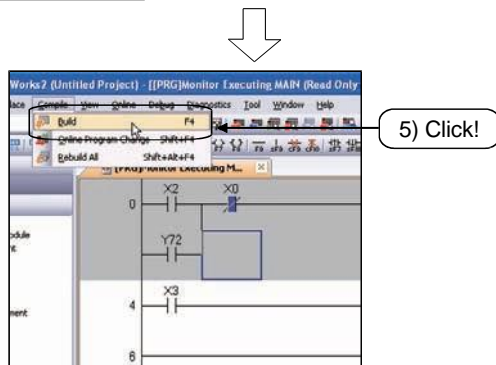 Works2 (Untitled Project) - [[PRG]Monitor Executing MAIN (Read Only
lace Compile View Online Debug Diagnostics Tool Window Help
Build F4
Online Program Change Shift+F4
Rebuild All Shift+Alt+F4
5) Click!
[PRG]Monitor Executing M...
X2 X0
0
Y72
X3
4
6